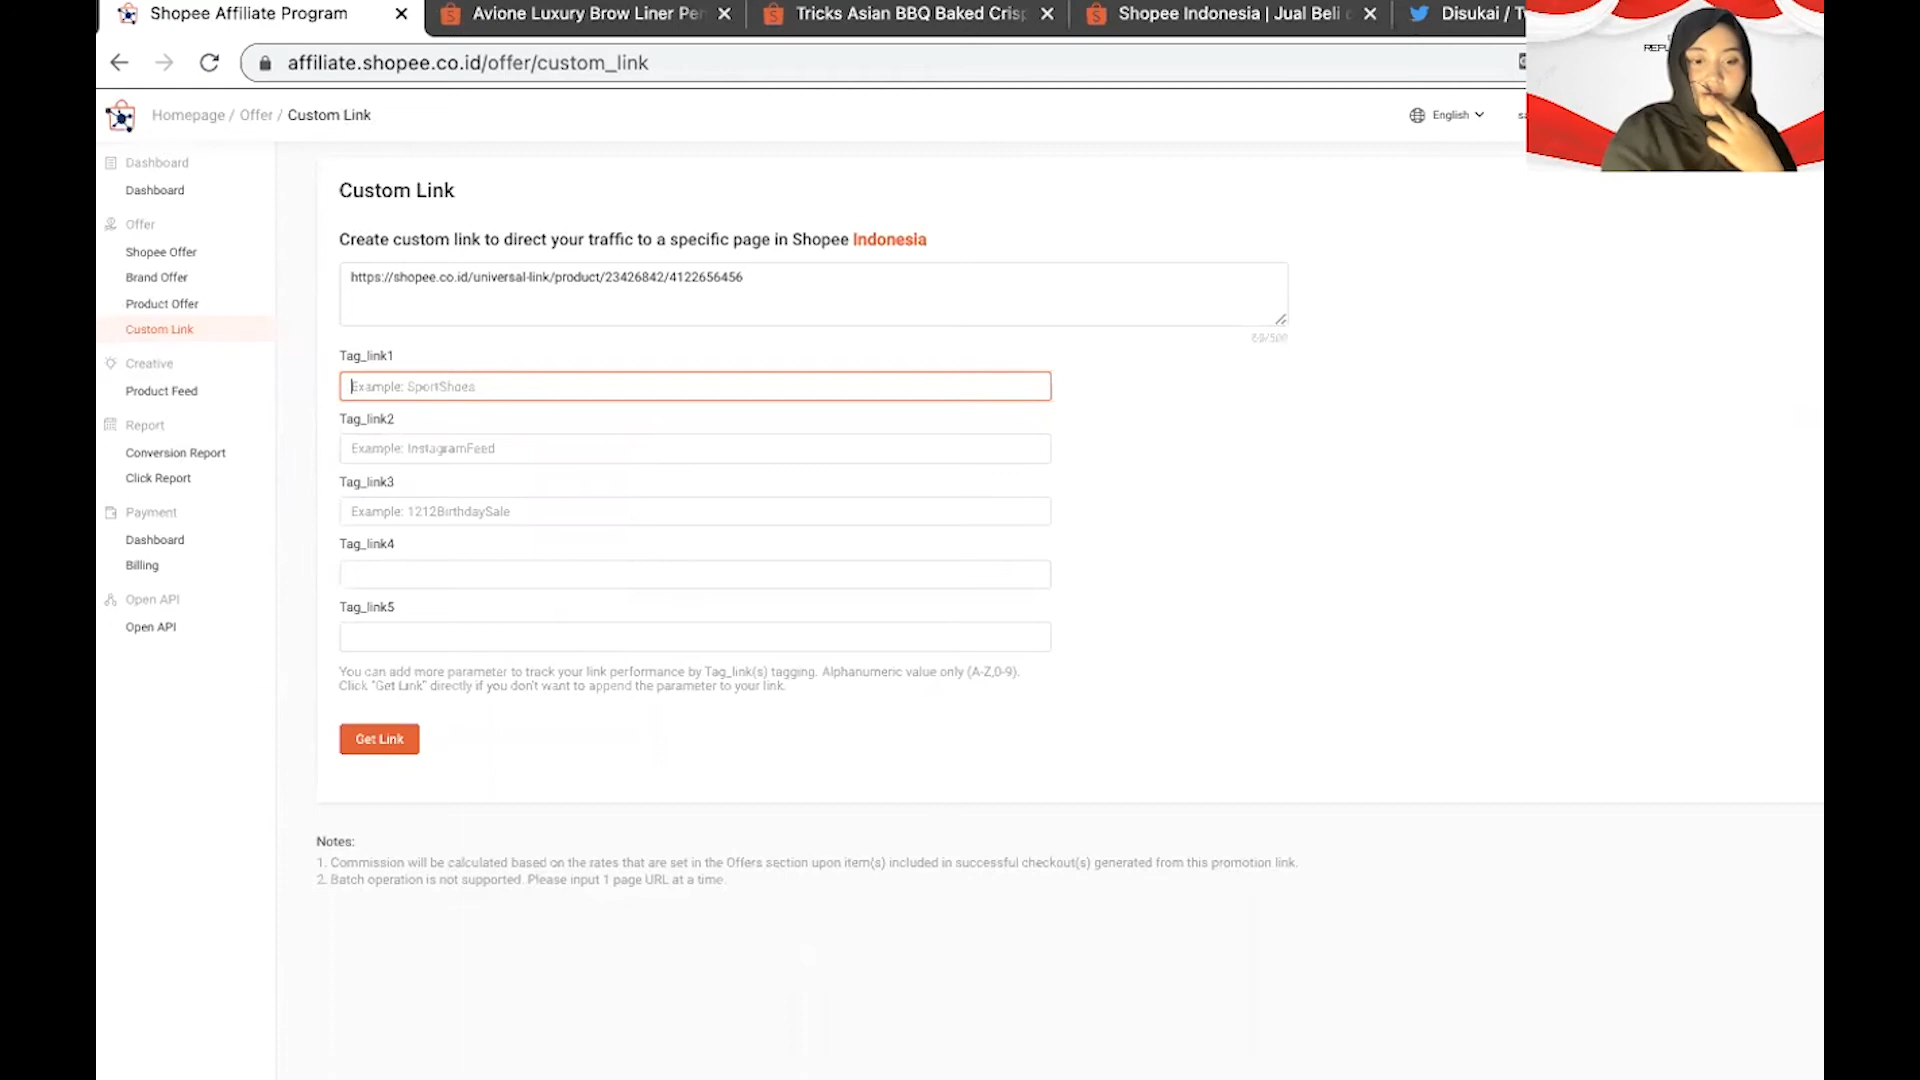 Shopee Affiliate Program
Avione Luxury Brow Liner Pen
Tricks Asian BBQ Baked Crisp
Shopee Indonesia | Jual Beli
Disukai / T
affiliate.shopee.co.id/offer/custom_link
Homepage / Offer / Custom Link
English
Dashboard
Dashboard
Offer
Shopee Offer
Brand Offer
Product Offer
Custom Link
Creative
Product Feed
Report
Conversion Report
Click Report
Payment
Dashboard
Billing
Open API
Open API
Custom Link
Create custom link to direct your traffic to a specific page in Shopee Indonesia
https://shopee.co.id/universal-link/product/23426842/4122656456
Tag_link1
Example: SportShoes
Tag_link2
Example: InstagramFeed
Tag_link3
Example: 1212BirthdaySale
Tag_link4
Tag_link5
You can add more parameter to track your link performance by Tag_link(s) tagging. Alphanumeric value only (A-Z,0-9).
Click "Get Link" directly if you don't want to append the parameter to your link.
Get Link
Notes:
1. Commission will be calculated based on the rates that are set in the Offers section upon item(s) included in successful checkout(s) generated from this promotion link.
2. Batch operation is not supported. Please input 1 page URL at a time.